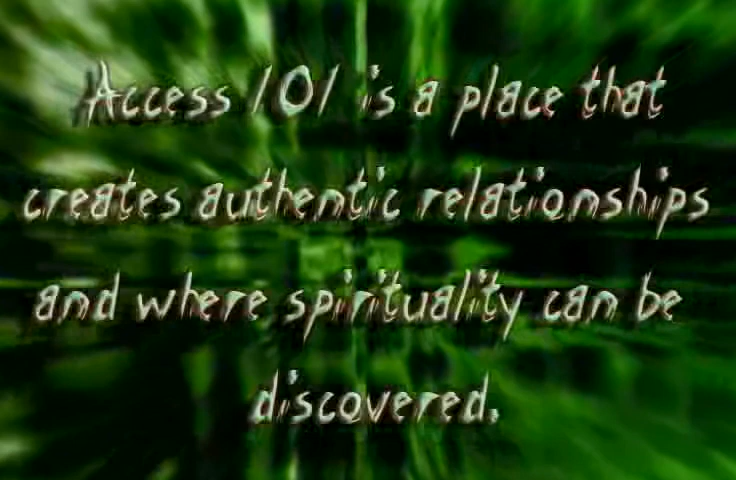 Access 101 is a place that
creates authentic relationships
and where spirituality can be
discovered.